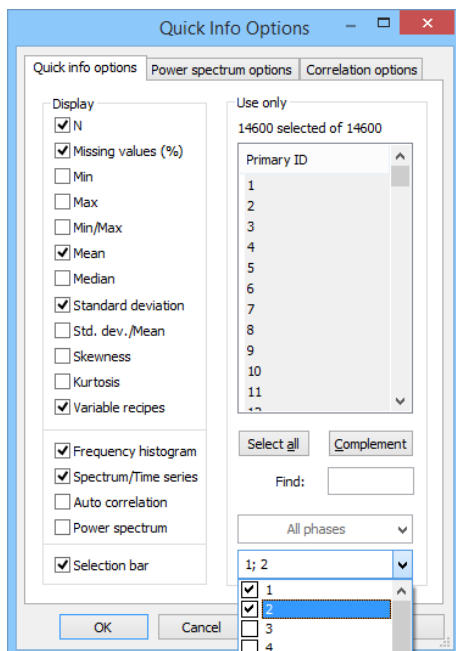 Quick Info Options
Quick info options Power spectrum options Correlation options
Display
N
Missing values (%)
Min
Max
Min/Max
Mean
Median
Standard deviation
Std. dev./Mean
Skewness
Kurtosis
Variable recipes
Frequency histogram
Spectrum/Time series
Auto correlation
Power spectrum
Selection bar
Use only
14600 selected of 14600
Primary ID
1
2
3
4
5
6
7
8
9
10
11
12
Select all Complement
Find:
All phases
1; 2
1
2
3
4
OK Cancel